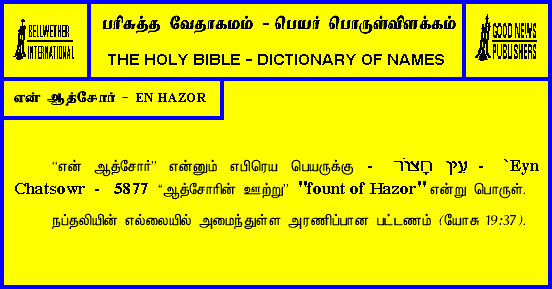 BELLWETHER
INTERNATIONAL
பரிசுத்த வேதாகமம் - பெயர் பொருள்விளக்கம்
THE HOLY BIBLE - DICTIONARY OF NAMES
GOOD NEWS
PUBLISHERS
என் ஆத்சோர் - EN HAZOR
“என் ஆத்சோர்” என்னும் எபிரெய பெயருக்கு - עֵין חָצוֹר - `Eyn
Chatsowr - 5877 “ஆத்சோரின் ஊற்று” "fount of Hazor" என்று பொருள்.
நப்தலியின் எல்லையில் அமைந்துள்ள அரணிப்பான பட்டணம் (யோசு 19:37).